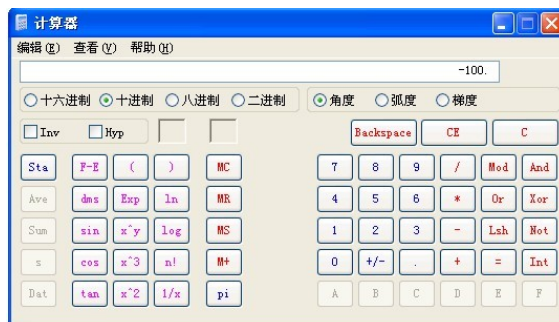 计算器
编辑(E) 查看(V) 帮助(H)
-100.
十六进制 十进制 八进制 二进制 角度 弧度 梯度
Inv Hyp Backspace CE C
Sta F-E ( ) MC 7 8 9 / Mod And
Ave dms Exp ln MR 4 5 6 * Or Xor
Sum sin x^y log MS 1 2 3 - Lsh Not
s cos x^3 n! M+ 0 +/- . + = Int
Dat tan x^2 1/x pi A B C D E F